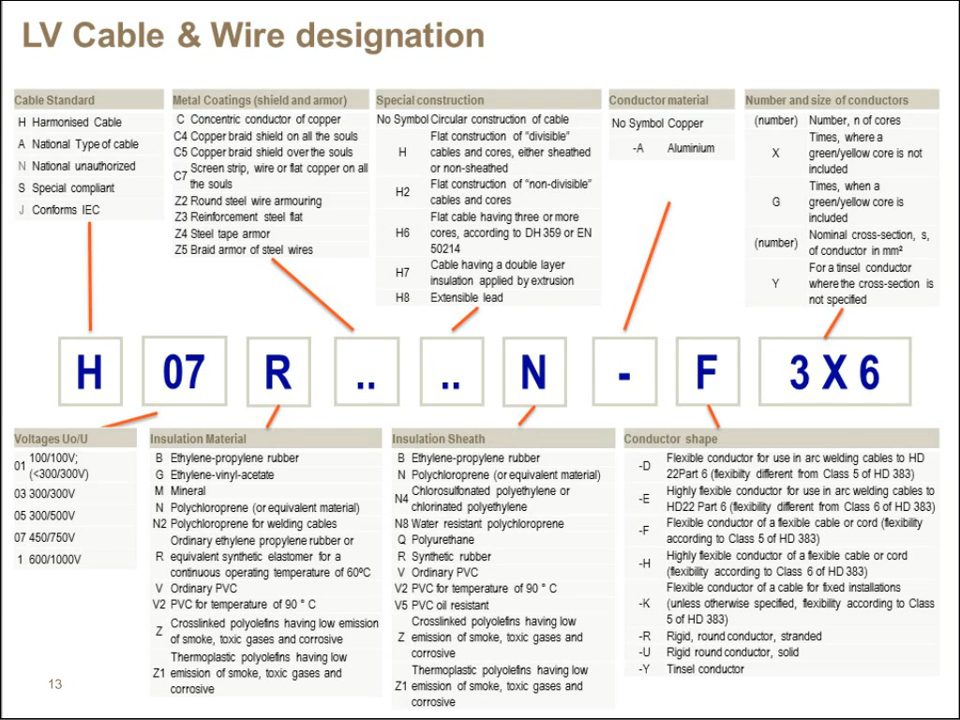 LV Cable & Wire designation
Cable Standard
H Harmonised Cable
A National Type of cable
N National unauthorized
S Special compliant
J Conforms IEC
Metal Coatings (shield and armor)
C Concentric conductor of copper
C4 Copper braid shield on all the souls
C5 Copper braid shield over the souls
C7 Screen strip, wire or flat copper on all
the souls
Z2 Round steel wire armouring
Z3 Reinforcement steel flat
Z4 Steel tape armor
Z5 Braid armor of steel wires
Special construction
No Symbol Circular construction of cable
H Flat construction of “divisible”
cables and cores, either sheathed
or non-sheathed
H2 Flat construction of “non-divisible”
cables and cores
H6 Flat cable having three or more
cores, according to DH 359 or EN
50214
H7 Cable having a double layer
insulation applied by extrusion
H8 Extensible lead
Conductor material
No Symbol Copper
-A Aluminium
Number and size of conductors
(number) Number, n of cores
X Times, where a
green/yellow core is not
included
G Times, when a
green/yellow core is
included
(number) Nominal cross-section, s,
of conductor in mm²
Y For a tinsel conductor
where the cross-section is
not specified
H 07 R .. .. N - F 3 X 6
Voltages Uo/U
01 100/100V;
(<300/300V)
03 300/300V
05 300/500V
07 450/750V
1 600/1000V
Insulation Material
B Ethylene-propylene rubber
G Ethylene-vinyl-acetate
M Mineral
N Polychloroprene (or equivalent material)
N2 Polychloroprene for welding cables
R Ordinary ethylene propylene rubber or
equivalent synthetic elastomer for a
continuous operating temperature of 60ºC
V Ordinary PVC
V2 PVC for temperature of 90 ° C
Z Crosslinked polyolefins having low emission
of smoke, toxic gases and corrosive
Z1 Thermoplastic polyolefins having low
emission of smoke, toxic gases and
corrosive
Insulation Sheath
B Ethylene-propylene rubber
N Polychloroprene (or equivalent material)
N4 Chlorosulfonated polyethylene or
chlorinated polyethylene
N8 Water resistant polychloroprene
Q Polyurethane
R Synthetic rubber
V Ordinary PVC
V2 PVC for temperature of 90 ° C
V5 PVC oil resistant
Z Crosslinked polyolefins having low
emission of smoke, toxic gases and
corrosive
Z1 Thermoplastic polyolefins having low
emission of smoke, toxic gases and
corrosive
Conductor shape
-D Flexible conductor for use in arc welding cables to HD
22Part 6 (flexibilty different from Class 5 of HD 383)
-E Highly flexible conductor for use in arc welding cables to
HD22 Part 6 (flexibility different from Class 6 of HD 383)
-F Flexible conductor of a flexible cable or cord (flexibility
according to Class 5 of HD 383)
-H Highly flexible conductor of a flexible cable or cord
(flexibility according to Class 6 of HD 383)
-K Flexible conductor of a cable for fixed installations
(unless otherwise specified, flexibility according to Class
5 of HD 383)
-R Rigid, round conductor, stranded
-U Rigid round conductor, solid
-Y Tinsel conductor
13